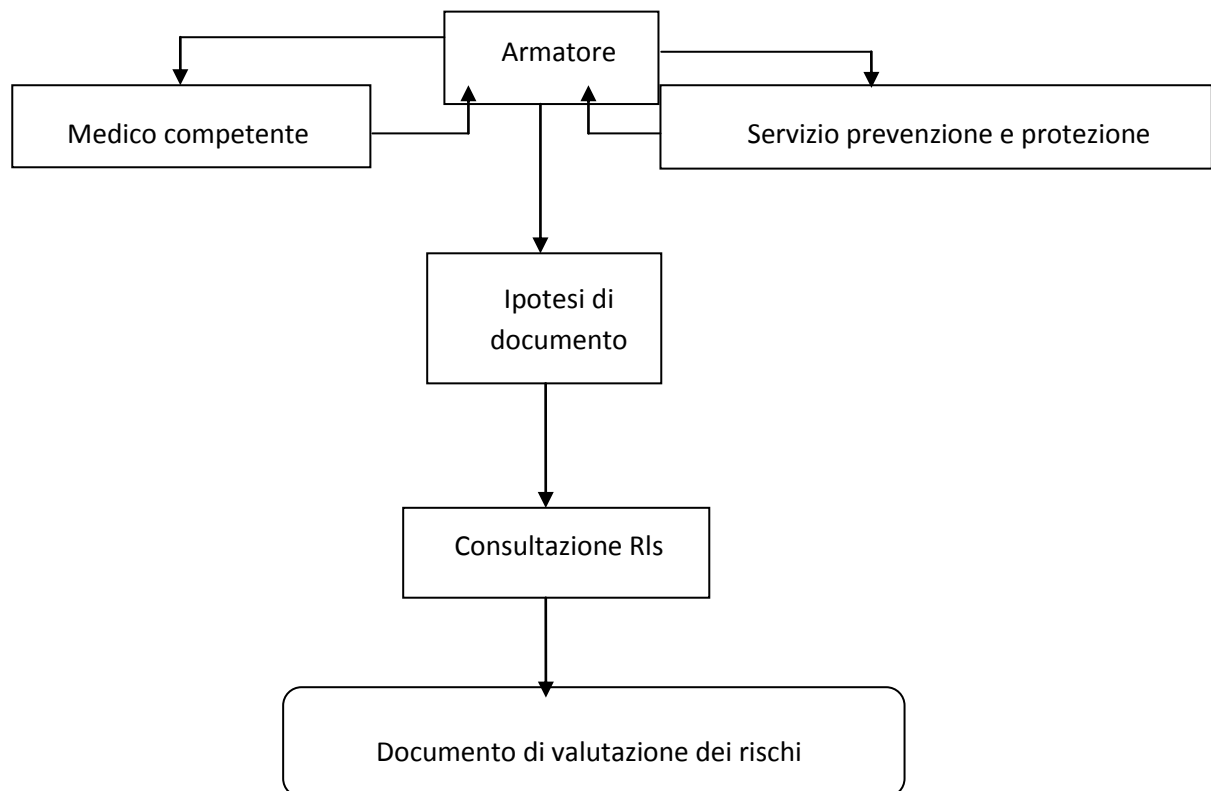 Armatore
Medico competente
Servizio prevenzione e protezione
Ipotesi di
documento
Consultazione Rls
Documento di valutazione dei rischi